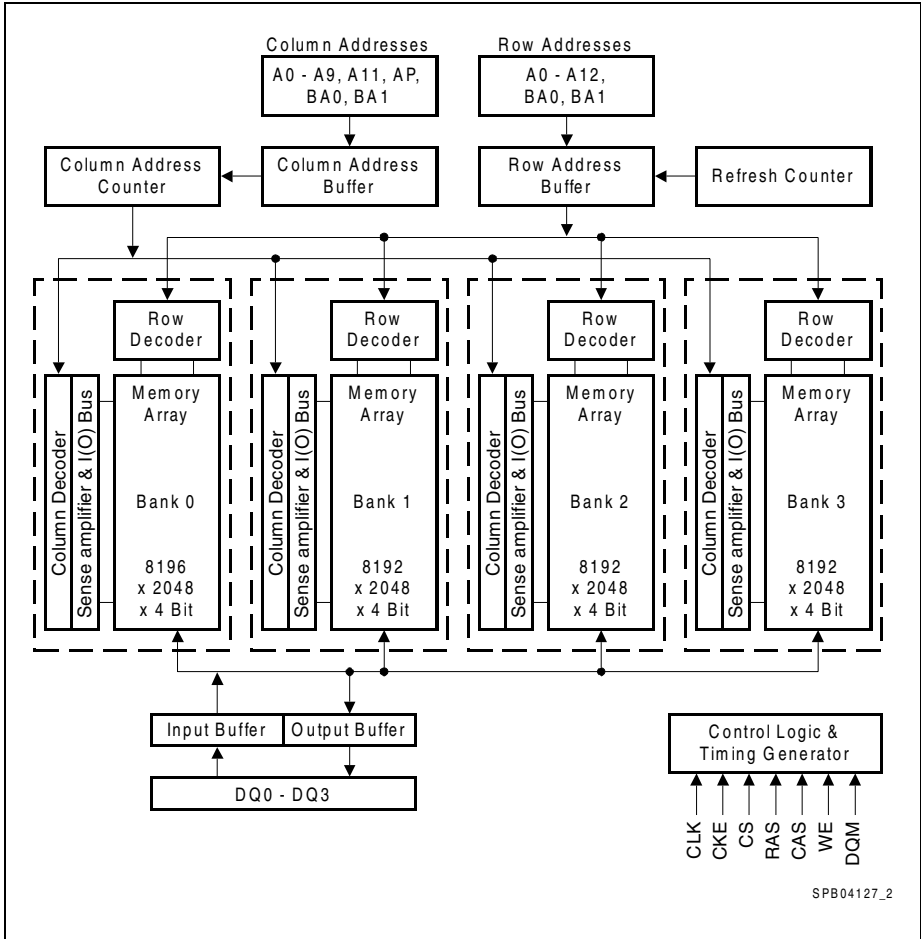 Column Addresses
A0 - A9, A11, AP,
BA0, BA1
Row Addresses
A0 - A12,
BA0, BA1
Column Address
Counter
Column Address
Buffer
Row Address
Buffer
Refresh Counter
Row
Decoder
Memory
Array
Bank 0
8196
x 2048
x 4 Bit
Column Decoder
Sense amplifier & I(O) Bus
Row
Decoder
Memory
Array
Bank 1
8192
x 2048
x 4 Bit
Column Decoder
Sense amplifier & I(O) Bus
Row
Decoder
Memory
Array
Bank 2
8192
x 2048
x 4 Bit
Column Decoder
Sense amplifier & I(O) Bus
Row
Decoder
Memory
Array
Bank 3
8192
x 2048
x 4 Bit
Column Decoder
Sense amplifier & I(O) Bus
Input Buffer
Output Buffer
DQ0 - DQ3
Control Logic &
Timing Generator
CLK
CKE
CS
RAS
CAS
WE
DQM
SPB04127_2